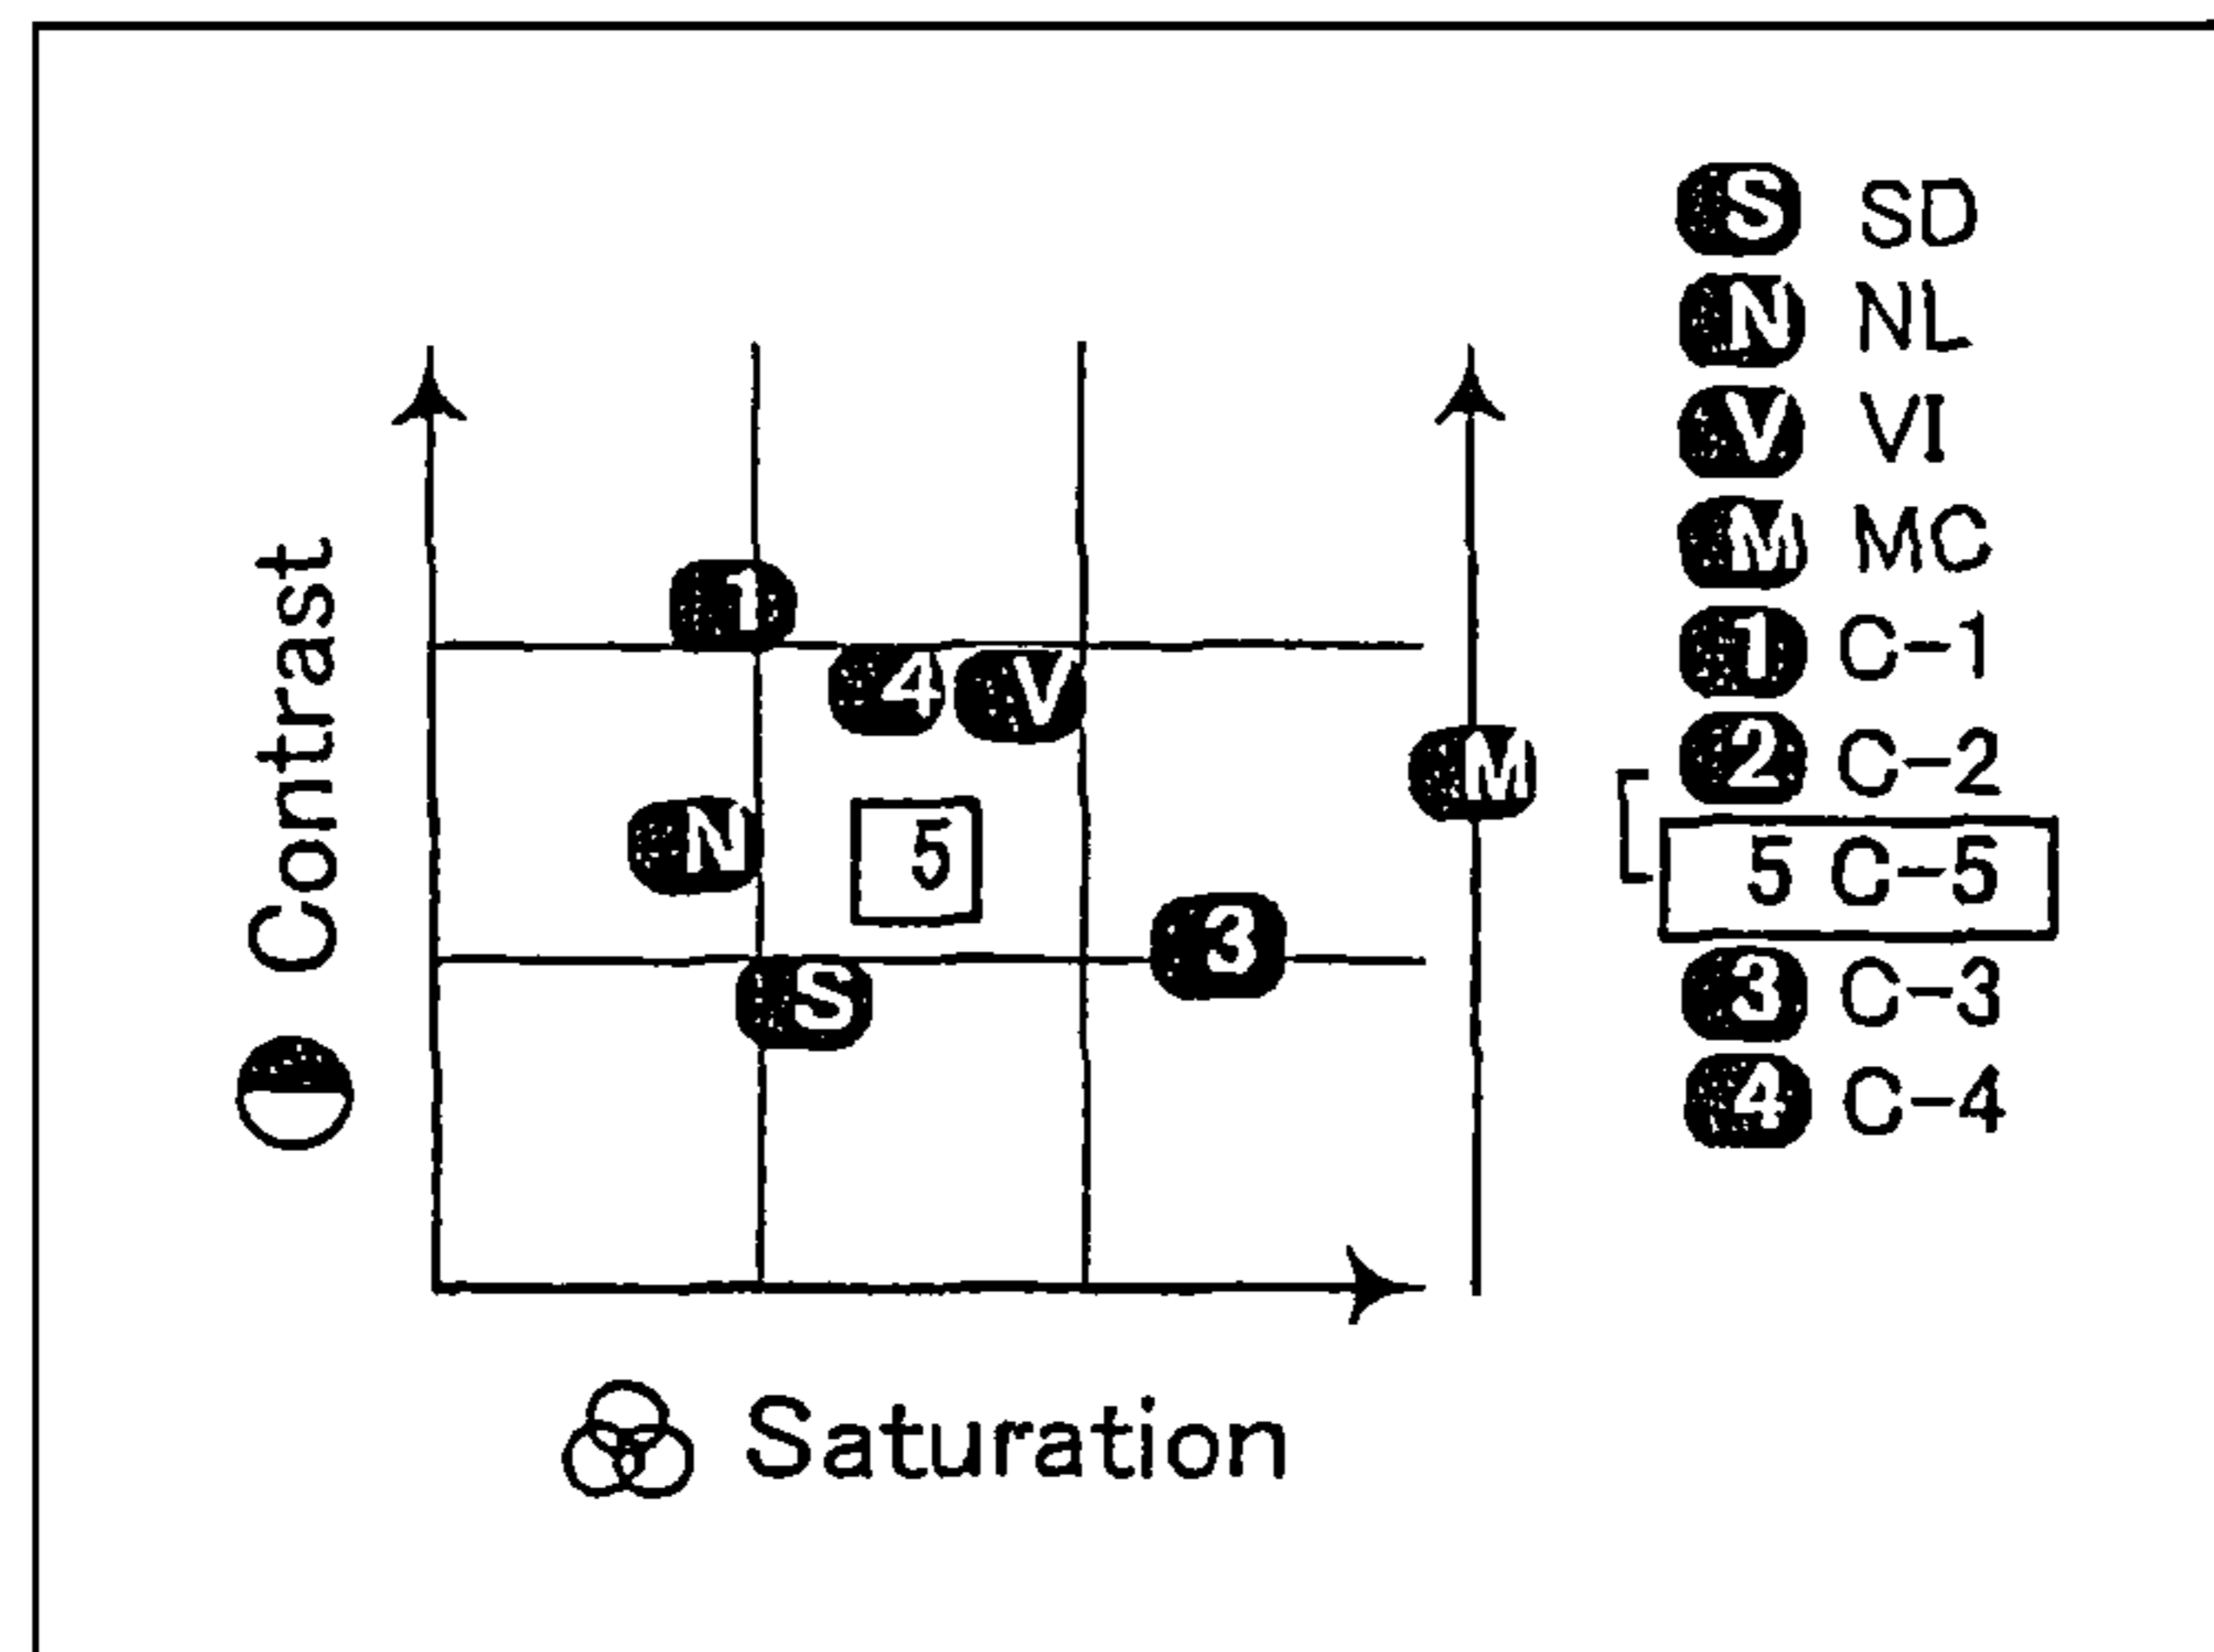 Contrast
1
4 V
N
5
M
3
S
Saturation
S SD
N NL
V VI
M MC
1 C-1
2 C-2
5 C-5
3 C-3
4 C-4